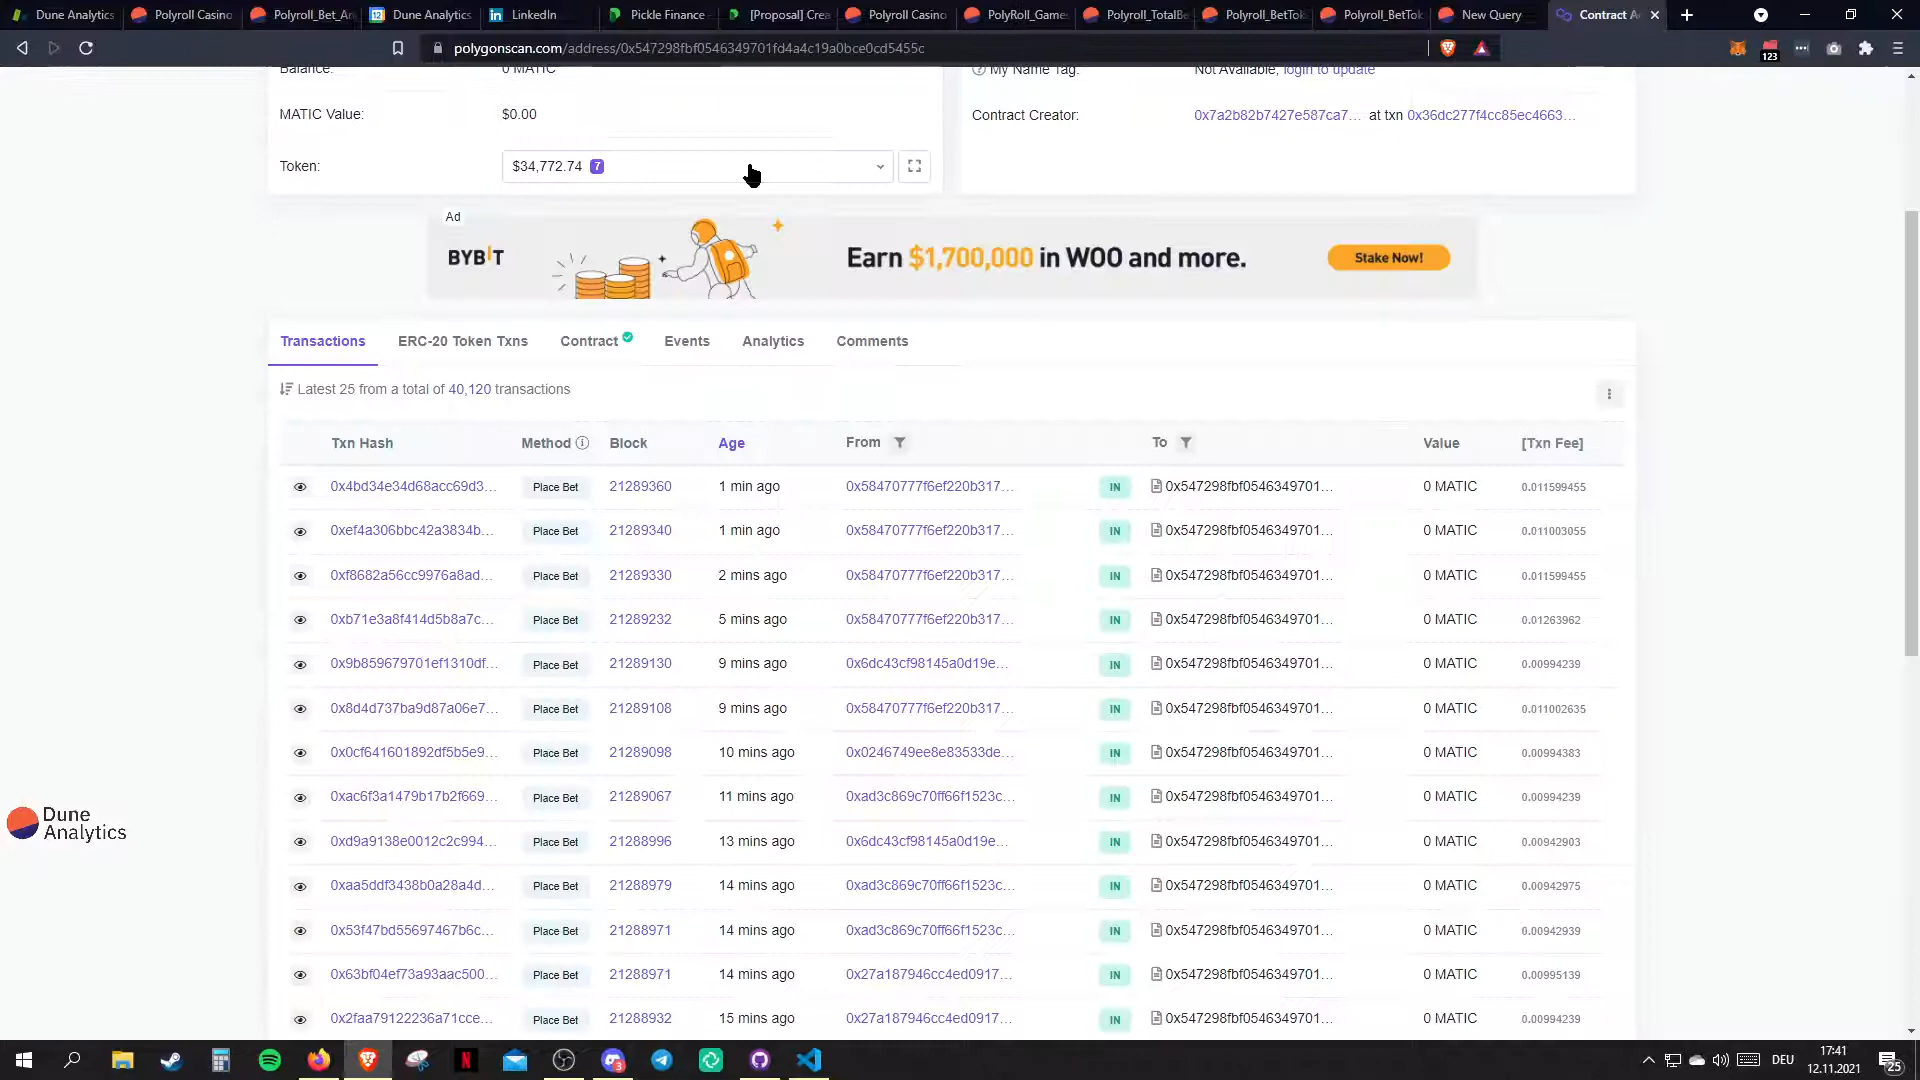 Dune Analytics
Polyroll Casino
Polyroll_Bet_An
Dune Analytics
LinkedIn
Pickle Finance
[Proposal] Crea
Polyroll Casino
PolyRoll_Games
Polyroll_TotalBe
Polyroll_BetTok
Polyroll_BetTok
New Query
Contract A
polygonscan.com/address/0x547298fbf0546349701fd4a4c19a0bce0cd5455c
123
Balance: 0 MATIC
My Name Tag: Not Available, login to update
MATIC Value: $0.00
Contract Creator: 0x7a2b82b7427e587ca7... at txn 0x36dc277f4cc85ec4663...
Token: $34,772.74 7
Ad
BYBIT
Earn $1,700,000 in WOO and more.
Stake Now!
Transactions
ERC-20 Token Txns
Contract
Events
Analytics
Comments
Latest 25 from a total of 40,120 transactions
Txn Hash Method Block Age From To Value [Txn Fee]
0x4bd34e34d68acc69d3... Place Bet 21289360 1 min ago 0x58470777f6ef220b317... IN 0x547298fbf0546349701... 0 MATIC 0.011599455
0xef4a306bbc42a3834b... Place Bet 21289340 1 min ago 0x58470777f6ef220b317... IN 0x547298fbf0546349701... 0 MATIC 0.011003055
0xf8682a56cc9976a8ad... Place Bet 21289330 2 mins ago 0x58470777f6ef220b317... IN 0x547298fbf0546349701... 0 MATIC 0.011599455
0xb71e3a8f414d5b8a7c... Place Bet 21289232 5 mins ago 0x58470777f6ef220b317... IN 0x547298fbf0546349701... 0 MATIC 0.01263962
0x9b859679701ef1310df... Place Bet 21289130 9 mins ago 0x6dc43cf98145a0d19e... IN 0x547298fbf0546349701... 0 MATIC 0.00994239
0x8d4d737ba9d87a06e7... Place Bet 21289108 9 mins ago 0x58470777f6ef220b317... IN 0x547298fbf0546349701... 0 MATIC 0.011002635
0x0cf641601892df5b5e9... Place Bet 21289098 10 mins ago 0x0246749ee8e83533de... IN 0x547298fbf0546349701... 0 MATIC 0.00994383
0xac6f3a1479b17b2f669... Place Bet 21289067 11 mins ago 0xad3c869c70ff66f1523c... IN 0x547298fbf0546349701... 0 MATIC 0.00994239
0xd9a9138e0012c2c994... Place Bet 21288996 13 mins ago 0x6dc43cf98145a0d19e... IN 0x547298fbf0546349701... 0 MATIC 0.00942903
0xaa5ddf3438b0a28a4d... Place Bet 21288979 14 mins ago 0xad3c869c70ff66f1523c... IN 0x547298fbf0546349701... 0 MATIC 0.00942975
0x53f47bd55697467b6c... Place Bet 21288971 14 mins ago 0xad3c869c70ff66f1523c... IN 0x547298fbf0546349701... 0 MATIC 0.00942939
0x63bf04ef73a93aac500... Place Bet 21288971 14 mins ago 0x27a187946cc4ed0917... IN 0x547298fbf0546349701... 0 MATIC 0.00995139
0x2faa79122236a71cce... Place Bet 21288932 15 mins ago 0x27a187946cc4ed0917... IN 0x547298fbf0546349701... 0 MATIC 0.00994239
Dune
Analytics
DEU
17:41
12.11.2021
25